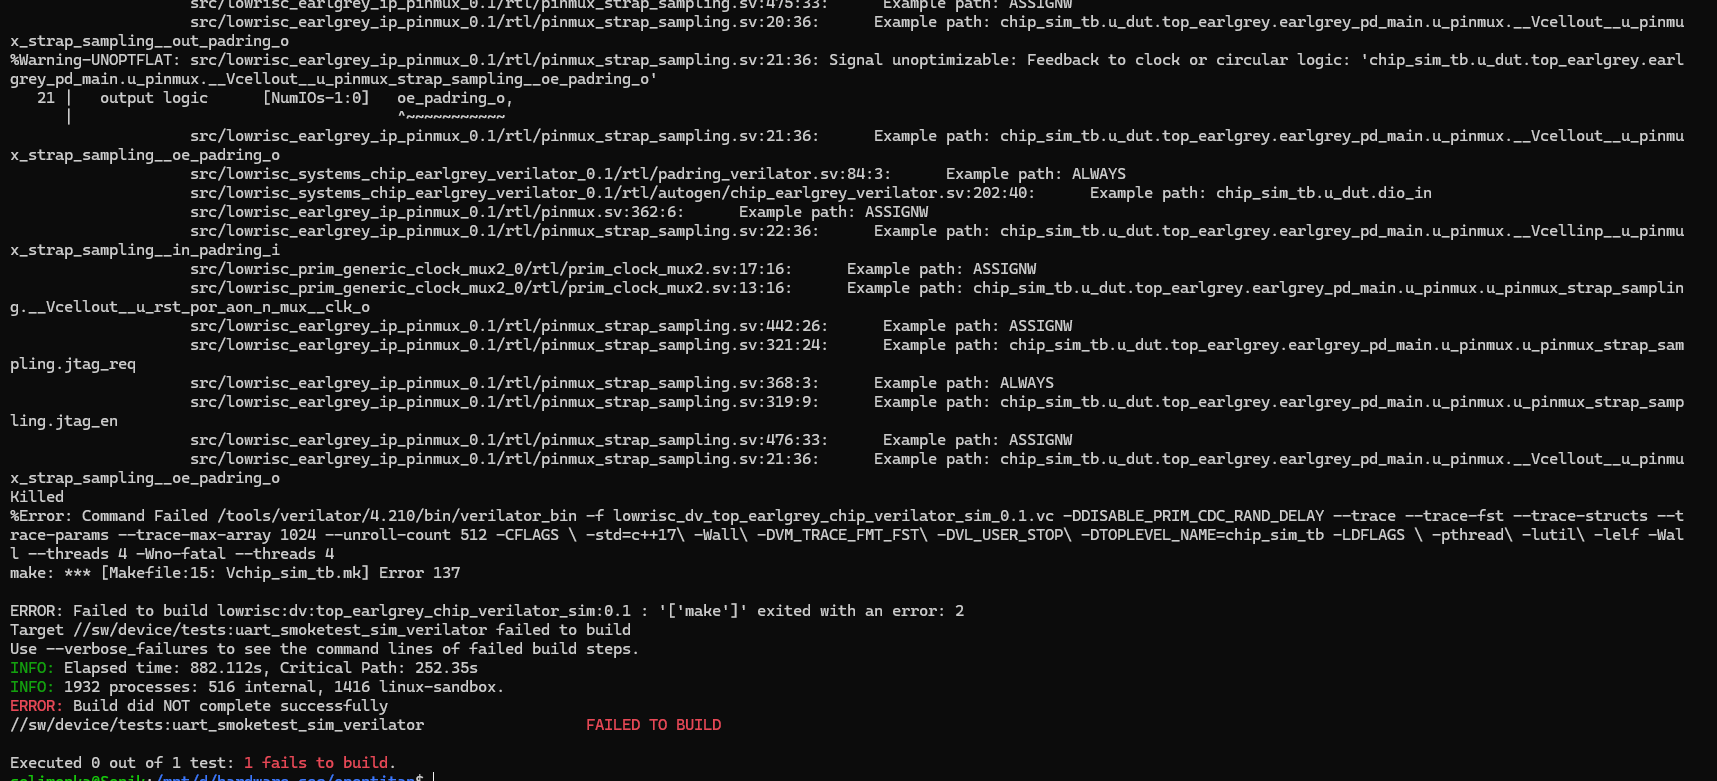 src/lowrisc_earlgrey_ip_pinmux_0.1/rtl/pinmux_strap_sampling.sv:475:33:      Example path: ASSIGNW
src/lowrisc_earlgrey_ip_pinmux_0.1/rtl/pinmux_strap_sampling.sv:20:36:      Example path: chip_sim_tb.u_dut.top_earlgrey.earlgrey_pd_main.u_pinmux.__Vcellout__u_pinmu
x_strap_sampling__out_padring_o
%Warning-UNOPTFLAT: src/lowrisc_earlgrey_ip_pinmux_0.1/rtl/pinmux_strap_sampling.sv:21:36: Signal unoptimizable: Feedback to clock or circular logic: 'chip_sim_tb.u_dut.top_earlgrey.earl
grey_pd_main.u_pinmux.__Vcellout__u_pinmux_strap_sampling__oe_padring_o'
   21 |   output logic      [NumIOs-1:0]   oe_padring_o,
      |                                    ^~~~~~~~~~~~
src/lowrisc_earlgrey_ip_pinmux_0.1/rtl/pinmux_strap_sampling.sv:21:36:      Example path: chip_sim_tb.u_dut.top_earlgrey.earlgrey_pd_main.u_pinmux.__Vcellout__u_pinmu
x_strap_sampling__oe_padring_o
src/lowrisc_systems_chip_earlgrey_verilator_0.1/rtl/padring_verilator.sv:84:3:      Example path: ALWAYS
src/lowrisc_systems_chip_earlgrey_verilator_0.1/rtl/autogen/chip_earlgrey_verilator.sv:202:40:      Example path: chip_sim_tb.u_dut.dio_in
src/lowrisc_earlgrey_ip_pinmux_0.1/rtl/pinmux.sv:362:6:      Example path: ASSIGNW
src/lowrisc_earlgrey_ip_pinmux_0.1/rtl/pinmux_strap_sampling.sv:22:36:      Example path: chip_sim_tb.u_dut.top_earlgrey.earlgrey_pd_main.u_pinmux.__Vcellinp__u_pinmu
x_strap_sampling__in_padring_i
src/lowrisc_prim_generic_clock_mux2_0/rtl/prim_clock_mux2.sv:17:16:      Example path: ASSIGNW
src/lowrisc_prim_generic_clock_mux2_0/rtl/prim_clock_mux2.sv:13:16:      Example path: chip_sim_tb.u_dut.top_earlgrey.earlgrey_pd_main.u_pinmux.u_pinmux_strap_samplin
g.__Vcellout__u_rst_por_aon_n_mux__clk_o
src/lowrisc_earlgrey_ip_pinmux_0.1/rtl/pinmux_strap_sampling.sv:442:26:      Example path: ASSIGNW
src/lowrisc_earlgrey_ip_pinmux_0.1/rtl/pinmux_strap_sampling.sv:321:24:      Example path: chip_sim_tb.u_dut.top_earlgrey.earlgrey_pd_main.u_pinmux.u_pinmux_strap_sam
pling.jtag_req
src/lowrisc_earlgrey_ip_pinmux_0.1/rtl/pinmux_strap_sampling.sv:368:3:      Example path: ALWAYS
src/lowrisc_earlgrey_ip_pinmux_0.1/rtl/pinmux_strap_sampling.sv:319:9:      Example path: chip_sim_tb.u_dut.top_earlgrey.earlgrey_pd_main.u_pinmux.u_pinmux_strap_samp
ling.jtag_en
src/lowrisc_earlgrey_ip_pinmux_0.1/rtl/pinmux_strap_sampling.sv:476:33:      Example path: ASSIGNW
src/lowrisc_earlgrey_ip_pinmux_0.1/rtl/pinmux_strap_sampling.sv:21:36:      Example path: chip_sim_tb.u_dut.top_earlgrey.earlgrey_pd_main.u_pinmux.__Vcellout__u_pinmu
x_strap_sampling__oe_padring_o
Killed
%Error: Command Failed /tools/verilator/4.210/bin/verilator_bin -f lowrisc_dv_top_earlgrey_chip_verilator_sim_0.1.vc -DDISABLE_PRIM_CDC_RAND_DELAY --trace --trace-fst --trace-structs --t
race-params --trace-max-array 1024 --unroll-count 512 -CFLAGS \ -std=c++17\ -Wall\ -DVM_TRACE_FMT_FST\ -DVL_USER_STOP\ -DTOPLEVEL_NAME=chip_sim_tb -LDFLAGS \ -pthread\ -lutil\ -lelf -Wal
l --threads 4 -Wno-fatal --threads 4
make: *** [Makefile:15: Vchip_sim_tb.mk] Error 137
ERROR: Failed to build lowrisc:dv:top_earlgrey_chip_verilator_sim:0.1 : '['make']' exited with an error: 2
Target //sw/device/tests:uart_smoketest_sim_verilator failed to build
Use --verbose_failures to see the command lines of failed build steps.
INFO: Elapsed time: 882.112s, Critical Path: 252.35s
INFO: 1932 processes: 516 internal, 1416 linux-sandbox.
ERROR: Build did NOT complete successfully
//sw/device/tests:uart_smoketest_sim_verilator                  FAILED TO BUILD
Executed 0 out of 1 test: 1 fails to build.